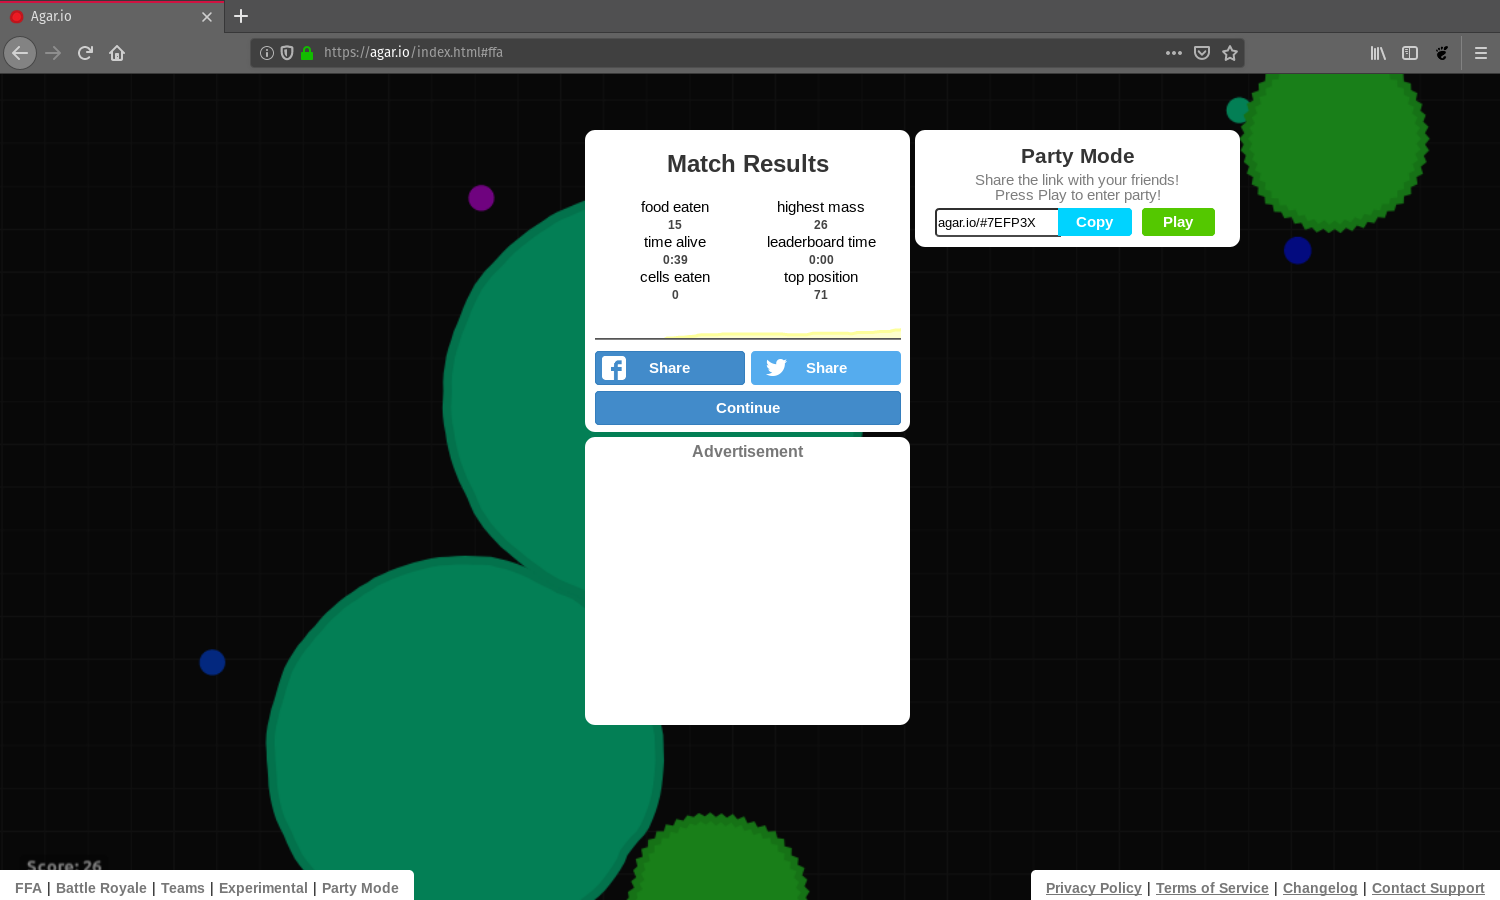 Agar.io
https://agar.io/index.html#ffa
Match Results
food eaten
15
highest mass
26
time alive
0:39
leaderboard time
0:00
cells eaten
0
top position
71
Share
Share
Continue
Advertisement
Party Mode
Share the link with your friends!
Press Play to enter party!
agar.io/#7EFP3X
Copy
Play
Score: 26
FFA | Battle Royale | Teams | Experimental | Party Mode
Privacy Policy | Terms of Service | Changelog | Contact Support